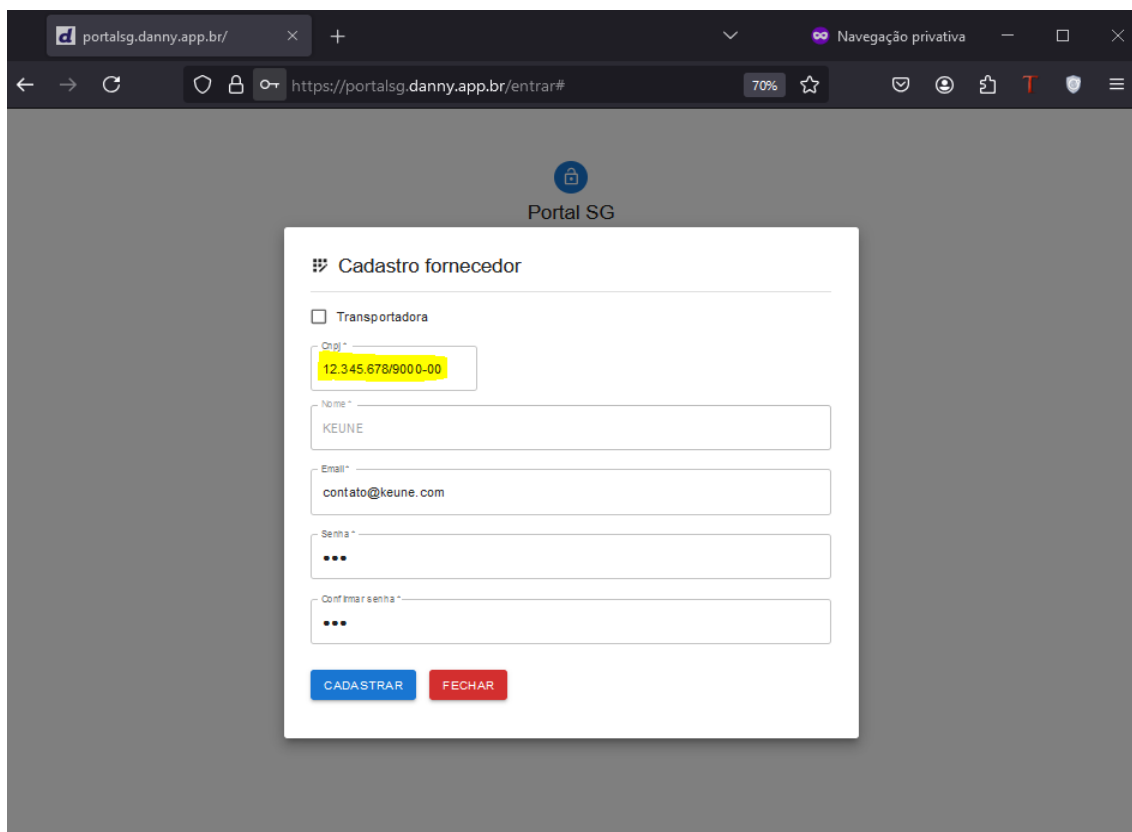 d portalsg.danny.app.br/
Navegação privativa
https://portalsg.danny.app.br/entrar#
70%
T
Portal SG
Cadastro fornecedor
Transportadora
Cnpj *
12.345.678/9000-00
Nome *
KEUNE
Email *
contato@keune.com
Senha *
•••
Confirmar senha *
•••
CADASTRAR FECHAR